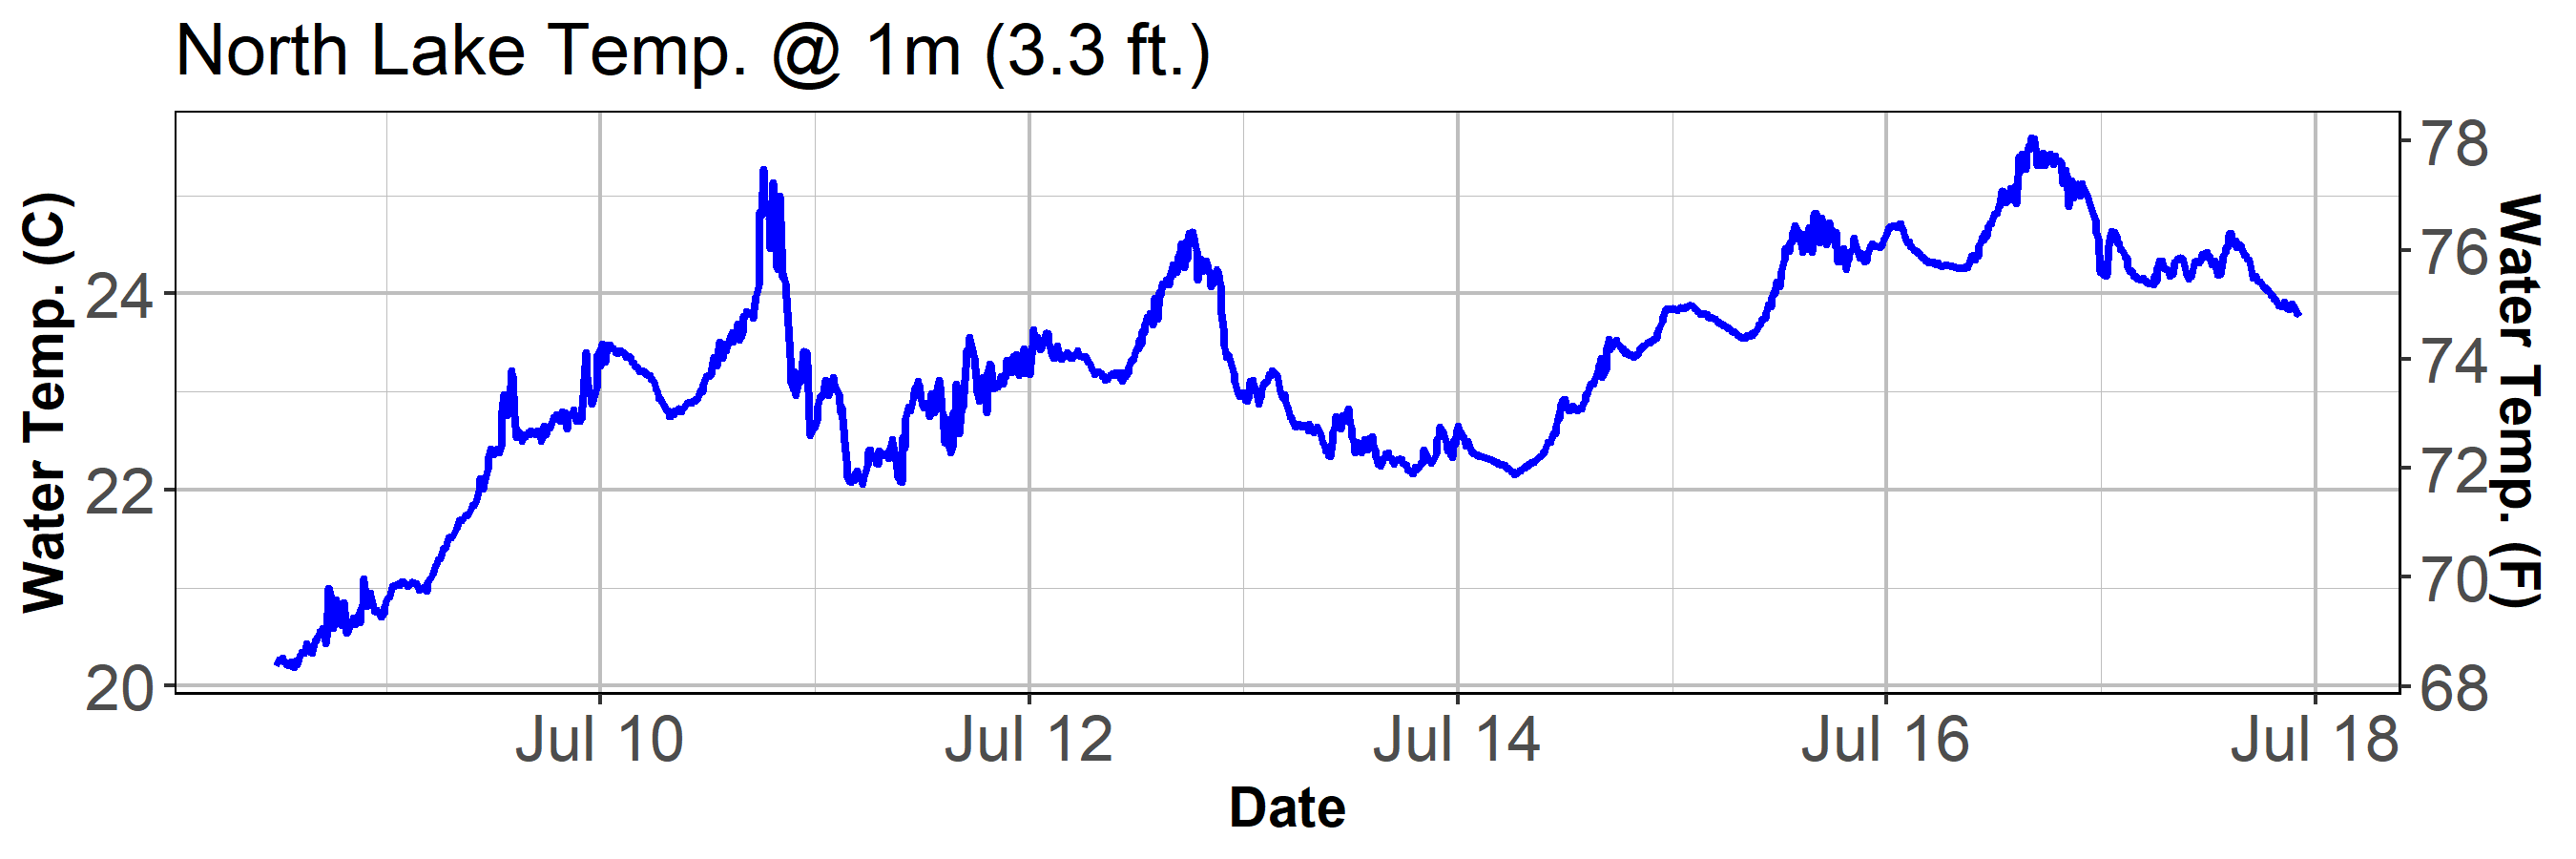 North Lake Temp. @ 1m (3.3 ft.)
Water Temp. (C)
24
22
20
78
76
74
72
70
68
Water Temp. (F)
Jul 10 Jul 12 Jul 14 Jul 16 Jul 18
Date